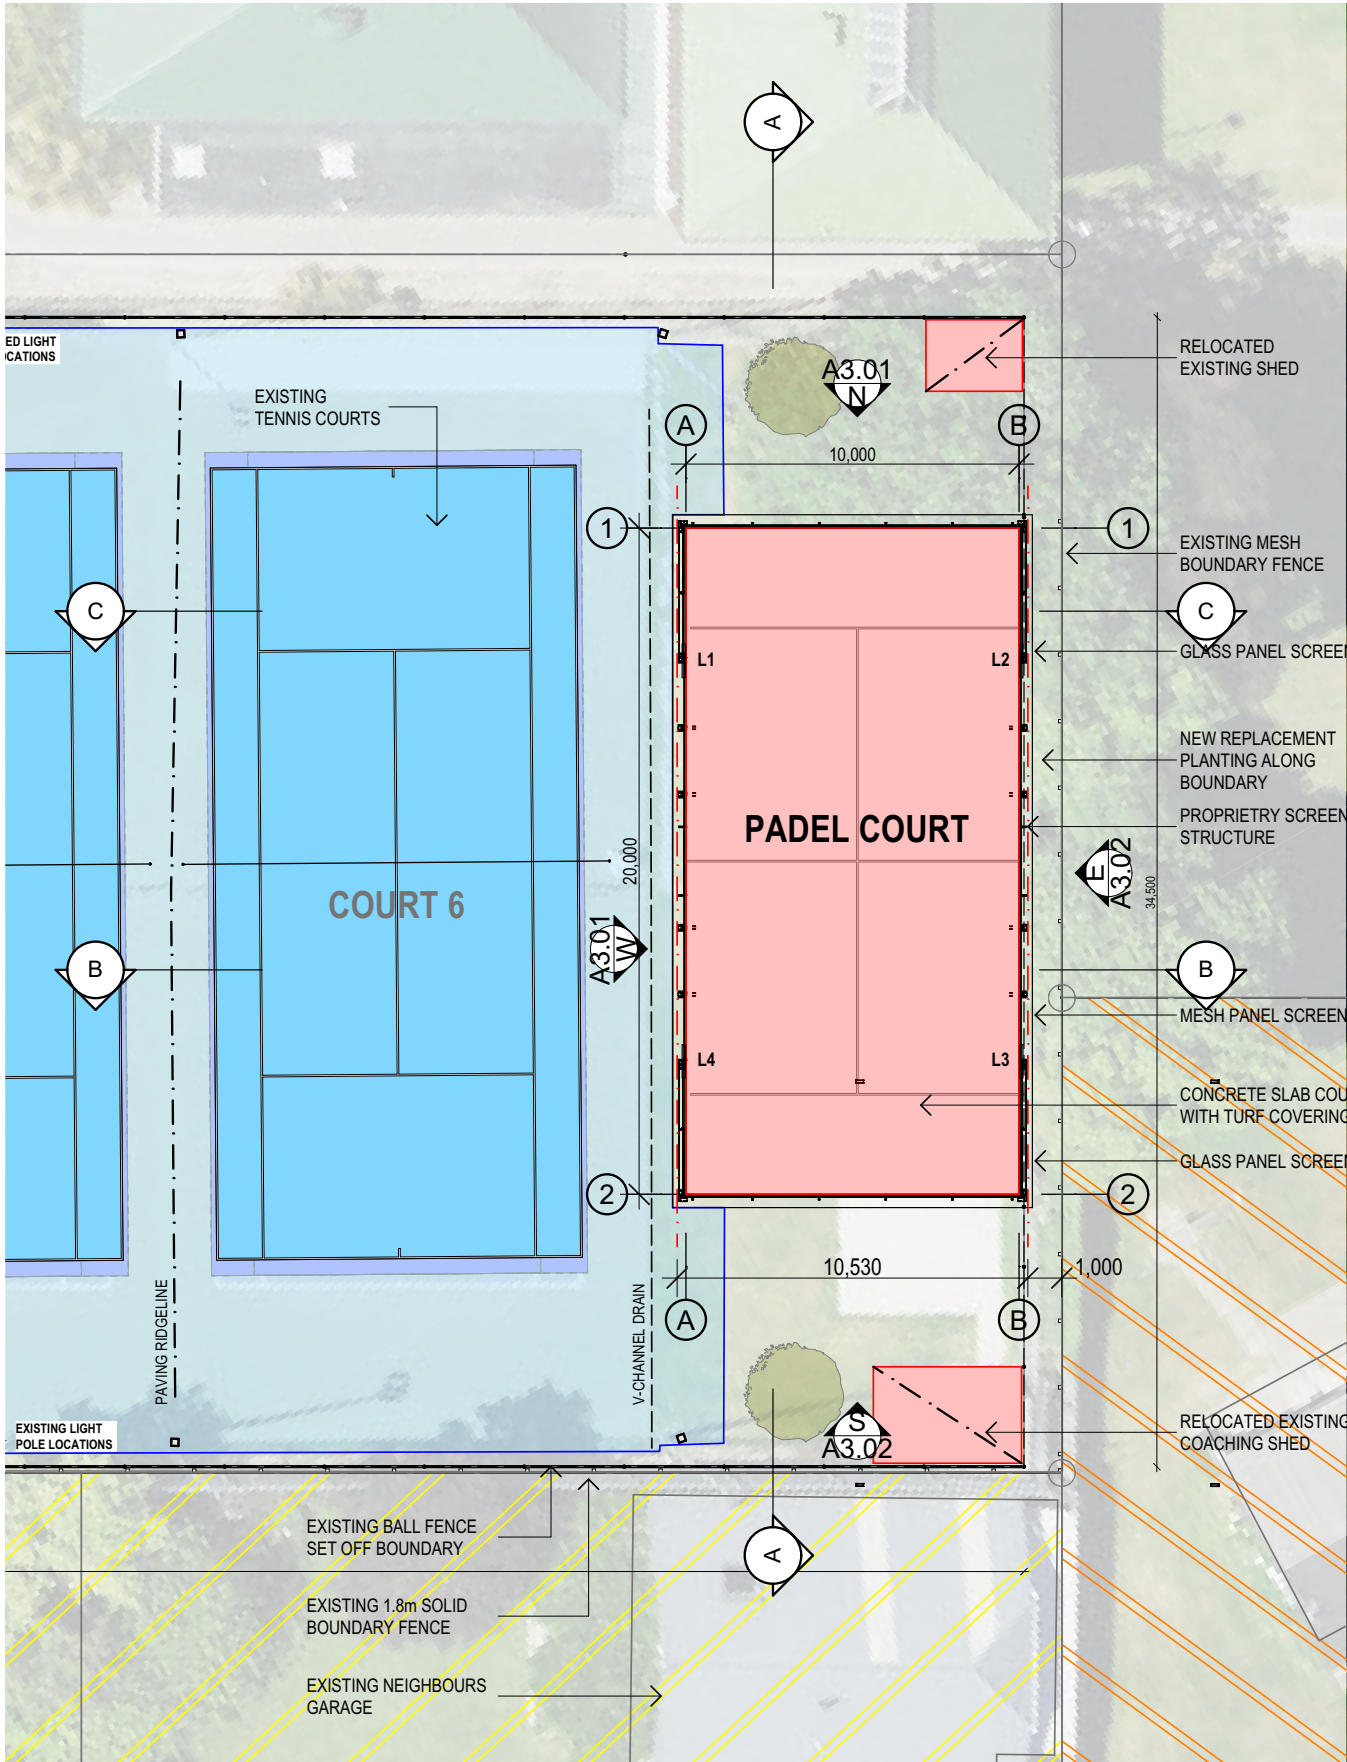 A
ED LIGHT
OCATIONS
RELOCATED
EXISTING SHED
EXISTING
TENNIS COURTS
A3.01
N
A
B
10,000
1
1
EXISTING MESH
BOUNDARY FENCE
C
C
GLASS PANEL SCREEN
L1
L2
NEW REPLACEMENT
PLANTING ALONG
BOUNDARY
PROPRIETRY SCREEN
STRUCTURE
PADEL COURT
20,000
E
A3.02
34,500
COURT 6
A3.01
W
B
B
MESH PANEL SCREEN
L4
L3
CONCRETE SLAB COU
WITH TURF COVERING
GLASS PANEL SCREEN
2
2
10,530
1,000
PAVING RIDGELINE
V-CHANNEL DRAIN
A
B
EXISTING LIGHT
POLE LOCATIONS
S
A3.02
RELOCATED EXISTING
COACHING SHED
EXISTING BALL FENCE
SET OFF BOUNDARY
A
EXISTING 1.8m SOLID
BOUNDARY FENCE
EXISTING NEIGHBOURS
GARAGE